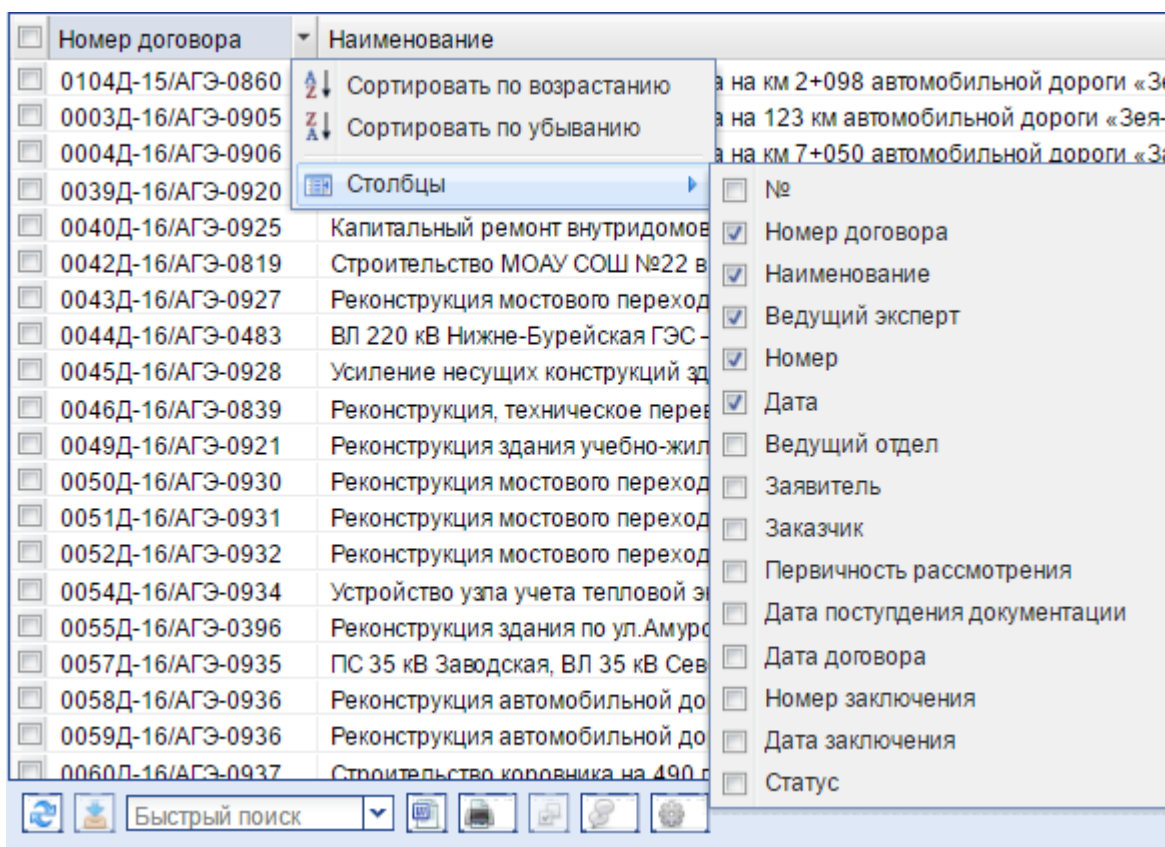 Номер договора Наименование
0104Д-15/АГЭ-0860 Сортировать по возрастанию а на км 2+098 автомобильной дороги «Зе
0003Д-16/АГЭ-0905 Сортировать по убыванию а на 123 км автомобильной дороги «Зея-
0004Д-16/АГЭ-0906 а на км 7+050 автомобильной дороги «За
0039Д-16/АГЭ-0920 Столбцы №
0040Д-16/АГЭ-0925 Капитальный ремонт внутридомов Номер договора
0042Д-16/АГЭ-0819 Строительство МОАУ СОШ №22 в Наименование
0043Д-16/АГЭ-0927 Реконструкция мостового переход Ведущий эксперт
0044Д-16/АГЭ-0483 ВЛ 220 кВ Нижне-Бурейская ГЭС – Номер
0045Д-16/АГЭ-0928 Усиление несущих конструкций зд
0046Д-16/АГЭ-0839 Реконструкция, техническое перев Дата
0049Д-16/АГЭ-0921 Реконструкция здания учебно-жил Ведущий отдел
0050Д-16/АГЭ-0930 Реконструкция мостового переход Заявитель
0051Д-16/АГЭ-0931 Реконструкция мостового переход Заказчик
0052Д-16/АГЭ-0932 Реконструкция мостового переход Первичность рассмотрения
0054Д-16/АГЭ-0934 Устройство узла учета тепловой эн
0055Д-16/АГЭ-0396 Реконструкция здания по ул.Амурс Дата поступдения документации
0057Д-16/АГЭ-0935 ПС 35 кВ Заводская, ВЛ 35 кВ Сев Дата договора
0058Д-16/АГЭ-0936 Реконструкция автомобильной до Номер заключения
0059Д-16/АГЭ-0936 Реконструкция автомобильной до Дата заключения
0060Д-16/АГЭ-0937 Строительство коровника на 490 г Статус
Быстрый поиск